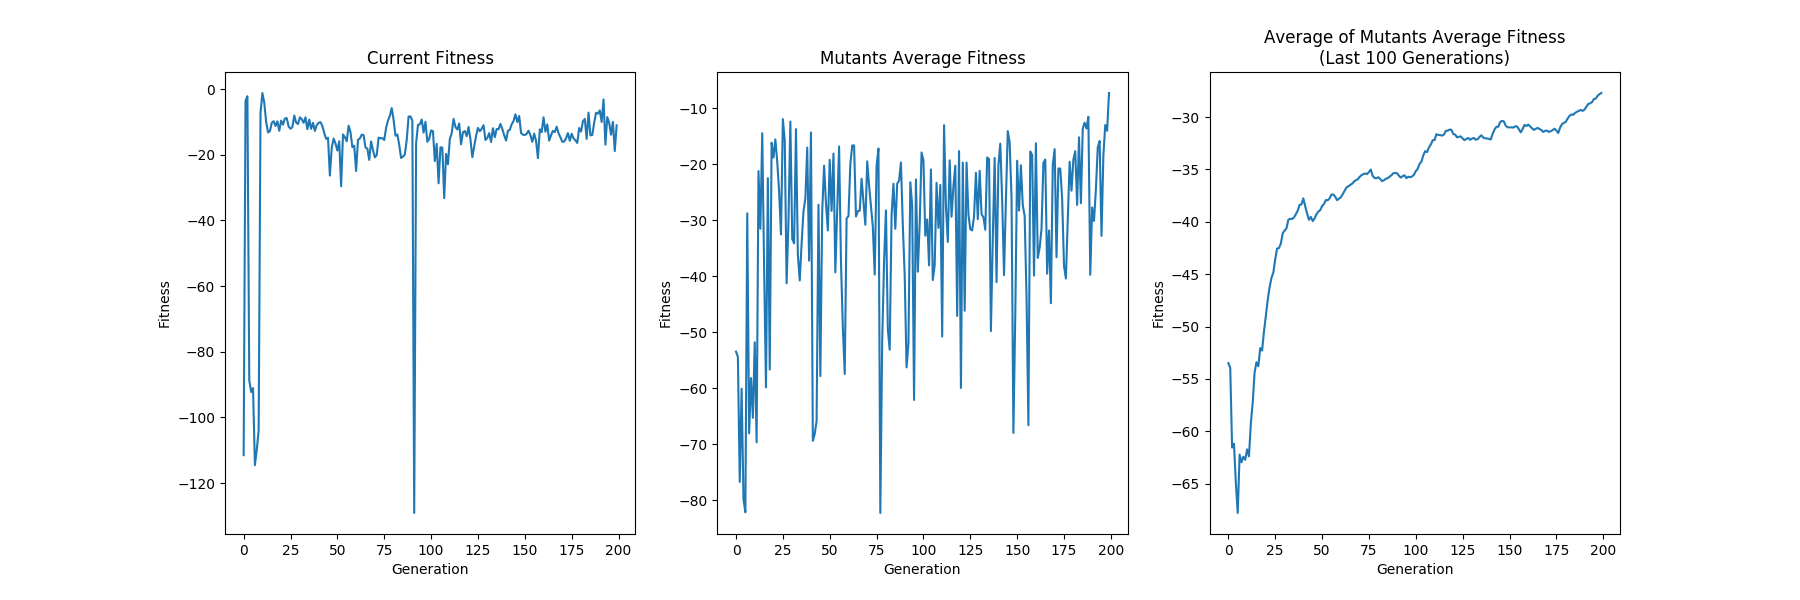 Current Fitness
Fitness
0
−20
−40
−60
−80
−100
−120
0 25 50 75 100 125 150 175 200
Generation
Mutants Average Fitness
Fitness
−10
−20
−30
−40
−50
−60
−70
−80
0 25 50 75 100 125 150 175 200
Generation
Average of Mutants Average Fitness
(Last 100 Generations)
Fitness
−30
−35
−40
−45
−50
−55
−60
−65
0 25 50 75 100 125 150 175 200
Generation